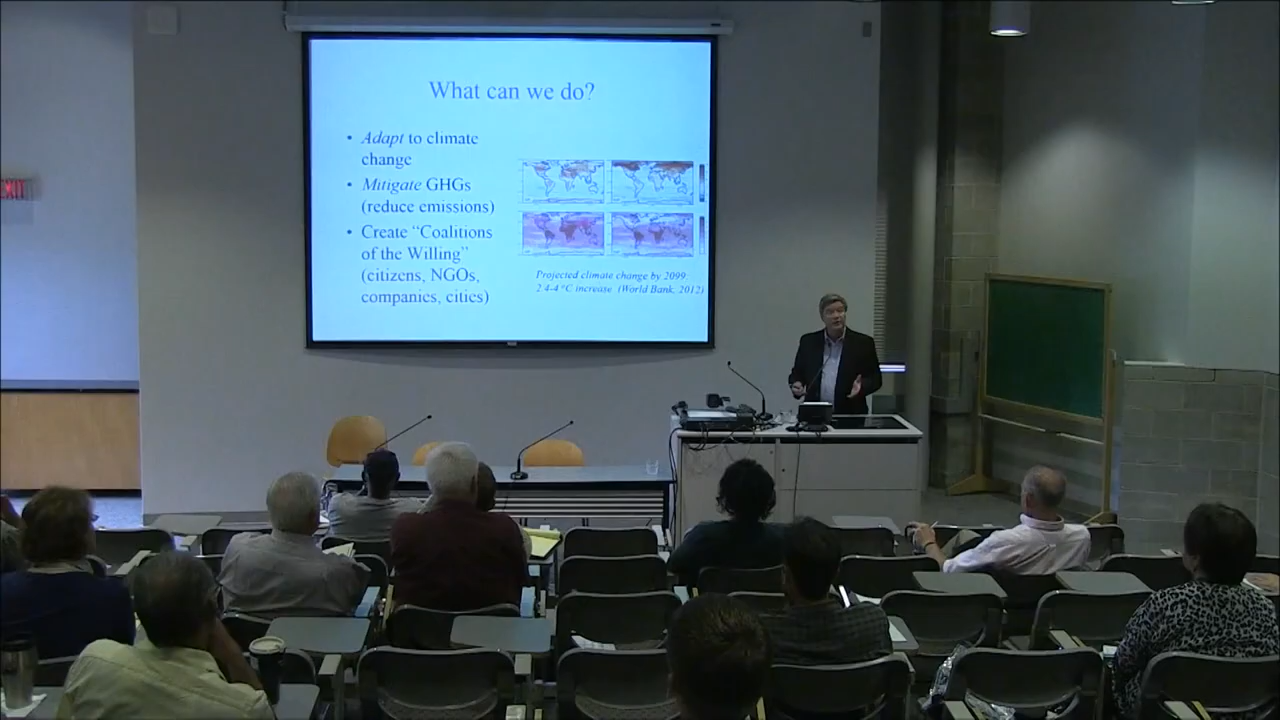 What can we do?
• Adapt to climate
change
• Mitigate GHGs
(reduce emissions)
• Create “Coalitions
of the Willing”
(citizens, NGOs,
companies, cities)
Projected climate change by 2099
2.4-4 °C increase (World Bank, 2012)
EXIT